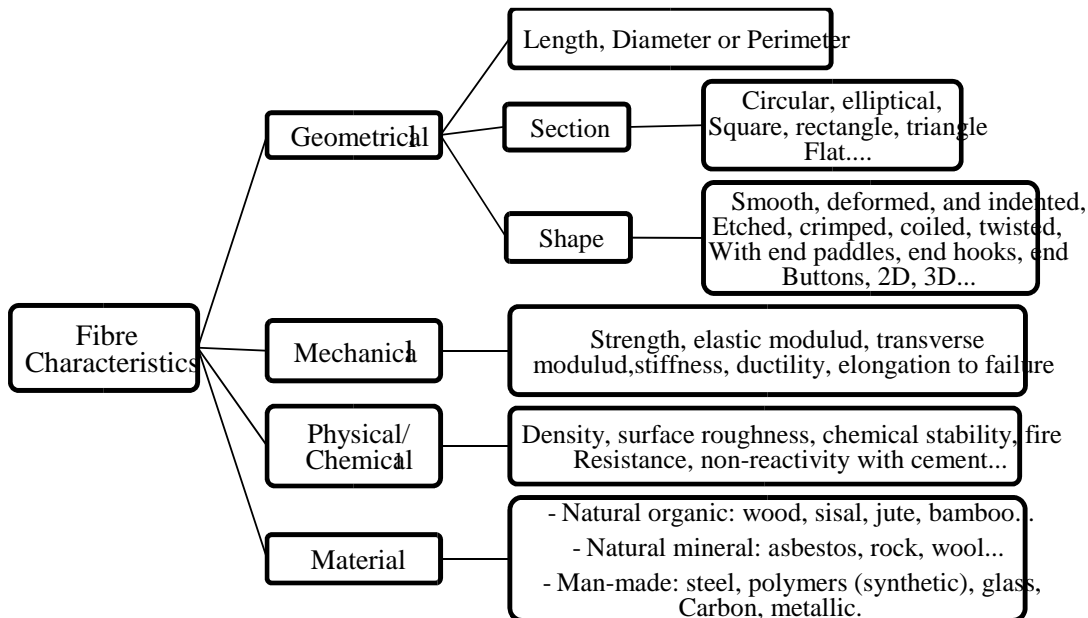 Length, Diameter or Perimeter
Geometrical
Section
Circular, elliptical,
Square, rectangle, triangle
Flat....
Shape
Smooth, deformed, and indented,
Etched, crimped, coiled, twisted,
With end paddles, end hooks, end
Buttons, 2D, 3D...
Fibre
Characteristics
Mechanical
Strength, elastic modulud, transverse
modulud,stiffness, ductility, elongation to failure
Physical/
Chemical
Density, surface roughness, chemical stability, fire
Resistance, non-reactivity with cement...
Material
- Natural organic: wood, sisal, jute, bamboo...
- Natural mineral: asbestos, rock, wool...
- Man-made: steel, polymers (synthetic), glass,
Carbon, metallic.